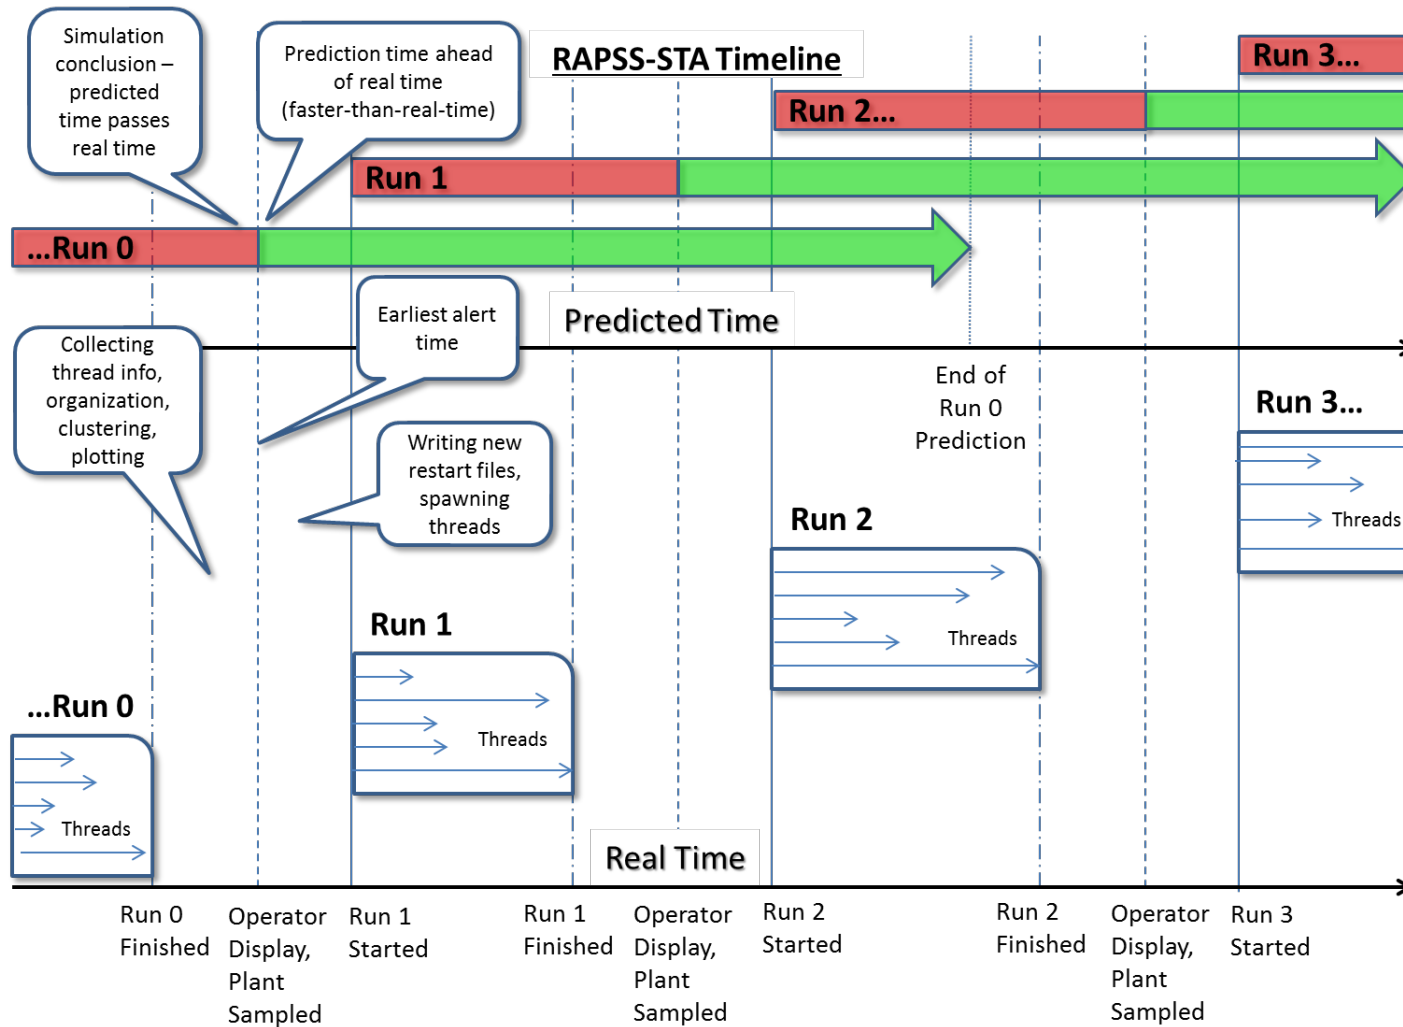 Simulation
conclusion –
predicted
time passes
real time
Prediction time ahead
of real time
(faster-than-real-time)
RAPSS-STA Timeline
Run 3...
Run 2...
Run 1
...Run 0
Predicted Time
Earliest alert
time
Collecting
thread info,
organization,
clustering,
plotting
Writing new
restart files,
spawning
threads
End of
Run 0
Prediction
Run 3...
Threads
Run 2
Threads
Run 1
Threads
...Run 0
Threads
Real Time
Run 0
Finished
Operator
Display,
Plant
Sampled
Run 1
Started
Run 1
Finished
Operator
Display,
Plant
Sampled
Run 2
Started
Run 2
Finished
Operator
Display,
Plant
Sampled
Run 3
Started